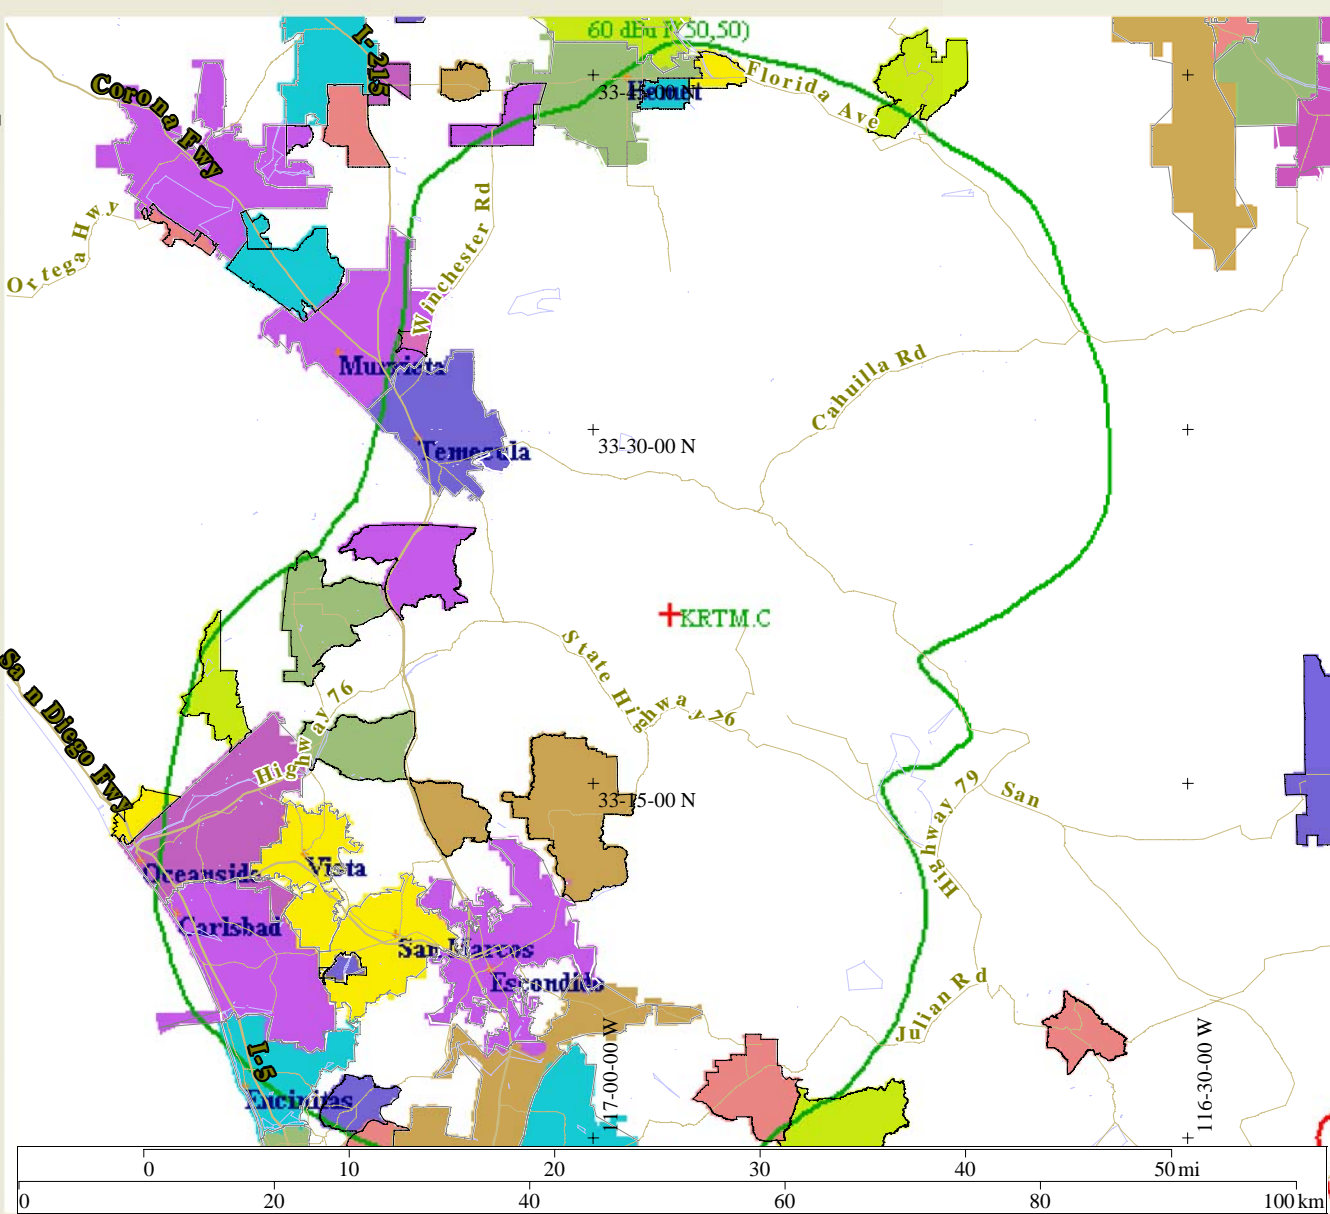 60 dBu F(50,50)
I-215
Corona Fwy
Florida Ave
33-45-00 N
Hemet
Ortega Hwy
Winchester Rd
Murrieta
Cahuilla Rd
33-30-00 N
Temecula
KRTM.C
State Highway 76
San Diego Fwy
Highway 76
33-15-00 N
Highway 79
San
Oceanside
Vista
Carlsbad
San Marcos
Escondido
Julian Rd
I-5
Encinitas
117-00-00 W
116-30-00 W
0 10 20 30 40 50 mi
0 20 40 60 80 100 km